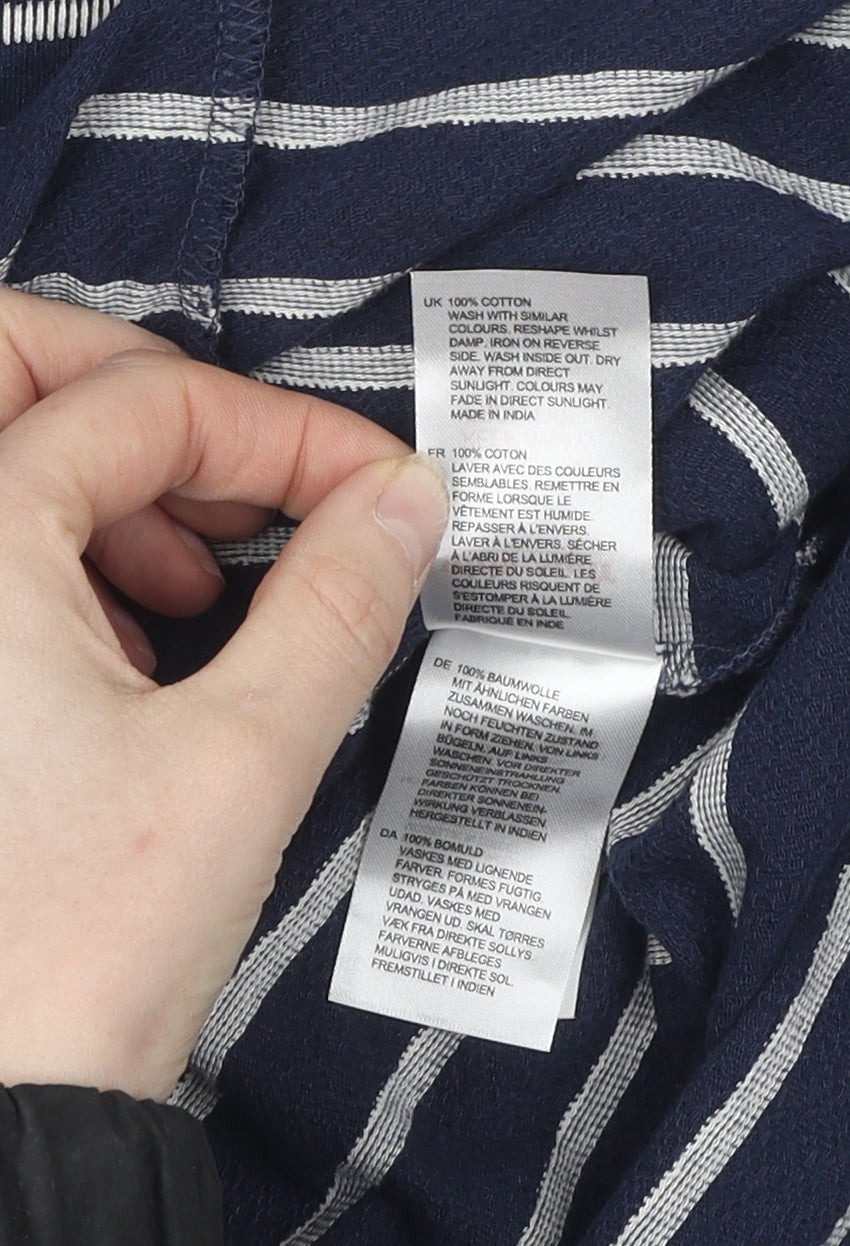 UK 100% COTTON
WASH WITH SIMILAR
COLOURS. RESHAPE WHILST
DAMP. IRON ON REVERSE
SIDE. WASH INSIDE OUT. DRY
AWAY FROM DIRECT
SUNLIGHT. COLOURS MAY
FADE IN DIRECT SUNLIGHT.
MADE IN INDIA
FR 100% COTON
LAVER AVEC DES COULEURS
SEMBLABLES. REMETTRE EN
FORME LORSQUE LE
VÊTEMENT EST HUMIDE.
REPASSER À L'ENVERS.
LAVER À L'ENVERS. SÉCHER
À L'ABRI DE LA LUMIÈRE
DIRECTE DU SOLEIL. LES
COULEURS RISQUENT DE
S'ESTOMPER À LA LUMIÈRE
DIRECTE DU SOLEIL.
FABRIQUÉ EN INDE.
DE 100% BAUMWOLLE
MIT ÄHNLICHEN FARBEN
ZUSAMMEN WASCHEN. IM
NOCH FEUCHTEN ZUSTAND
IN FORM ZIEHEN. VON LINKS
BÜGELN. AUF LINKS
WASCHEN. VOR DIREKTER
SONNENEINSTRAHLUNG
GESCHÜTZT TROCKNEN.
FARBEN KÖNNEN BEI
DIREKTER SONNENEIN-
WIRKUNG VERBLASSEN.
HERGESTELLT IN INDIEN
DA 100% BOMULD
VASKES MED LIGNENDE
FARVER. FORMES FUGTIG.
STRYGES PÅ MED VRANGEN
UDAD. VASKES MED
VRANGEN UD. SKAL TØRRES
VÆK FRA DIREKTE SOLLYS.
FARVERNE AFBLEGES
MULIGVIS I DIREKTE SOL.
FREMSTILLET I INDIEN